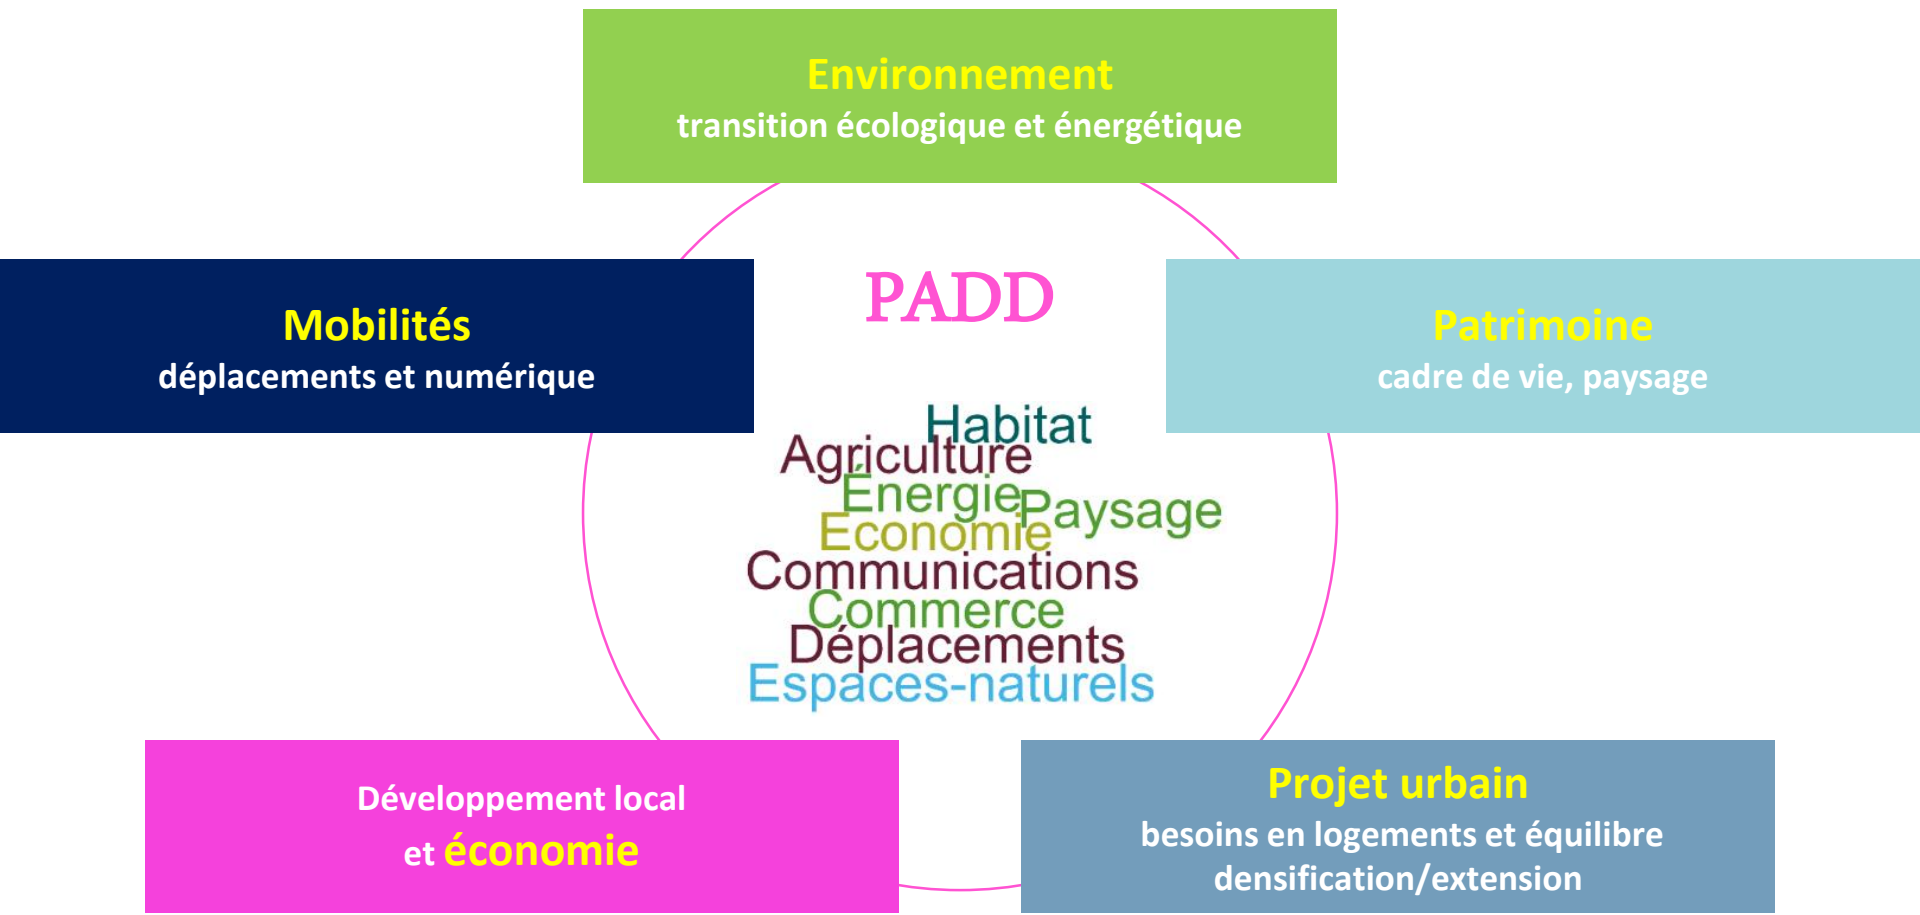 Environnement
transition écologique et énergétique
Mobilités
déplacements et numérique
PADD
Patrimoine
cadre de vie, paysage
Habitat
Agriculture
Énergie
Paysage
Economie
Communications
Commerce
Déplacements
Espaces-naturels
Développement local
et économie
Projet urbain
besoins en logements et équilibre
densification/extension